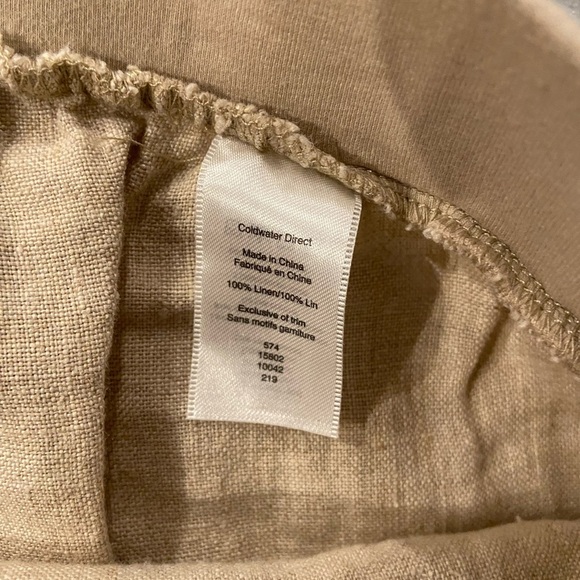 Coldwater Direct
Made in China
Fabriqué en Chine
100% Linen/100% Lin
Exclusive of trim
Sans motifs garniture
574
15802
10042
219